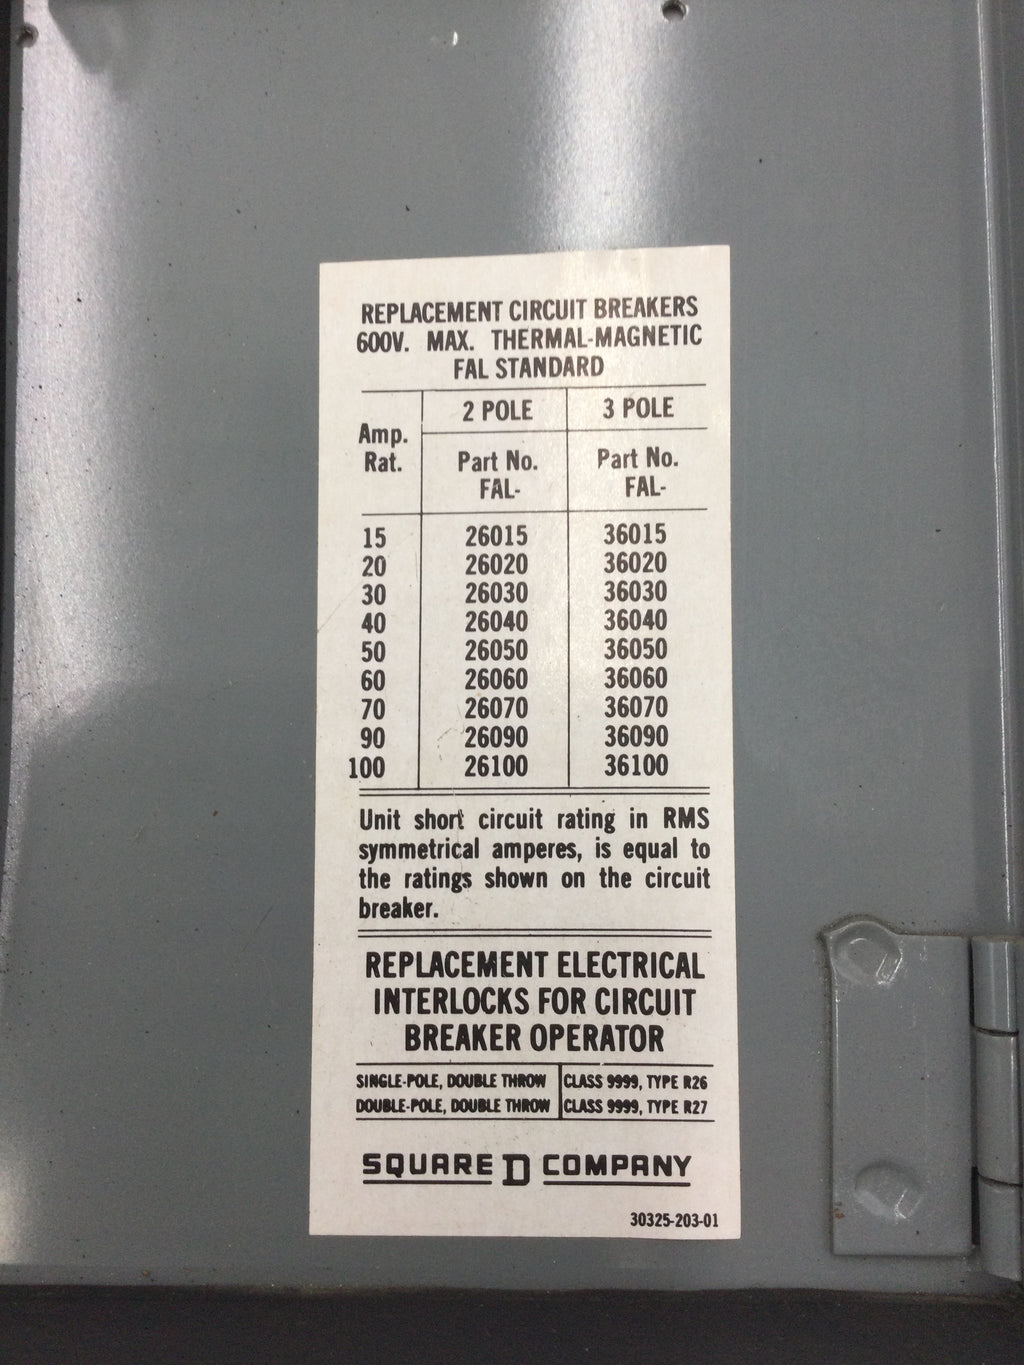 REPLACEMENT CIRCUIT BREAKERS
600V. MAX. THERMAL-MAGNETIC
FAL STANDARD
Amp. Rat. 2 POLE 3 POLE
Part No. FAL- Part No. FAL-
15 26015 36015
20 26020 36020
30 26030 36030
40 26040 36040
50 26050 36050
60 26060 36060
70 26070 36070
90 26090 36090
100 26100 36100
Unit short circuit rating in RMS
symmetrical amperes, is equal to
the ratings shown on the circuit
breaker.
REPLACEMENT ELECTRICAL
INTERLOCKS FOR CIRCUIT
BREAKER OPERATOR
SINGLE-POLE, DOUBLE THROW CLASS 9999, TYPE R26
DOUBLE-POLE, DOUBLE THROW CLASS 9999, TYPE R27
SQUARE D COMPANY
30325-203-01